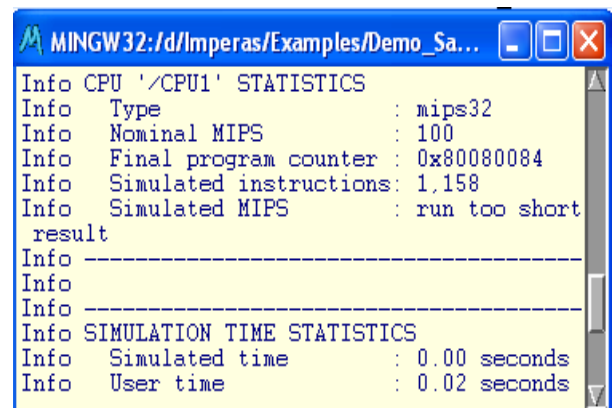 MINGW32:/d/Imperas/Examples/Demo_Sa...
Info CPU '/CPU1' STATISTICS
Info   Type                  : mips32
Info   Nominal MIPS          : 100
Info   Final program counter : 0x80080084
Info   Simulated instructions: 1,158
Info   Simulated MIPS        : run too short
 result
Info ---------------------------------------
Info
Info ---------------------------------------
Info SIMULATION TIME STATISTICS
Info   Simulated time        : 0.00 seconds
Info   User time             : 0.02 seconds